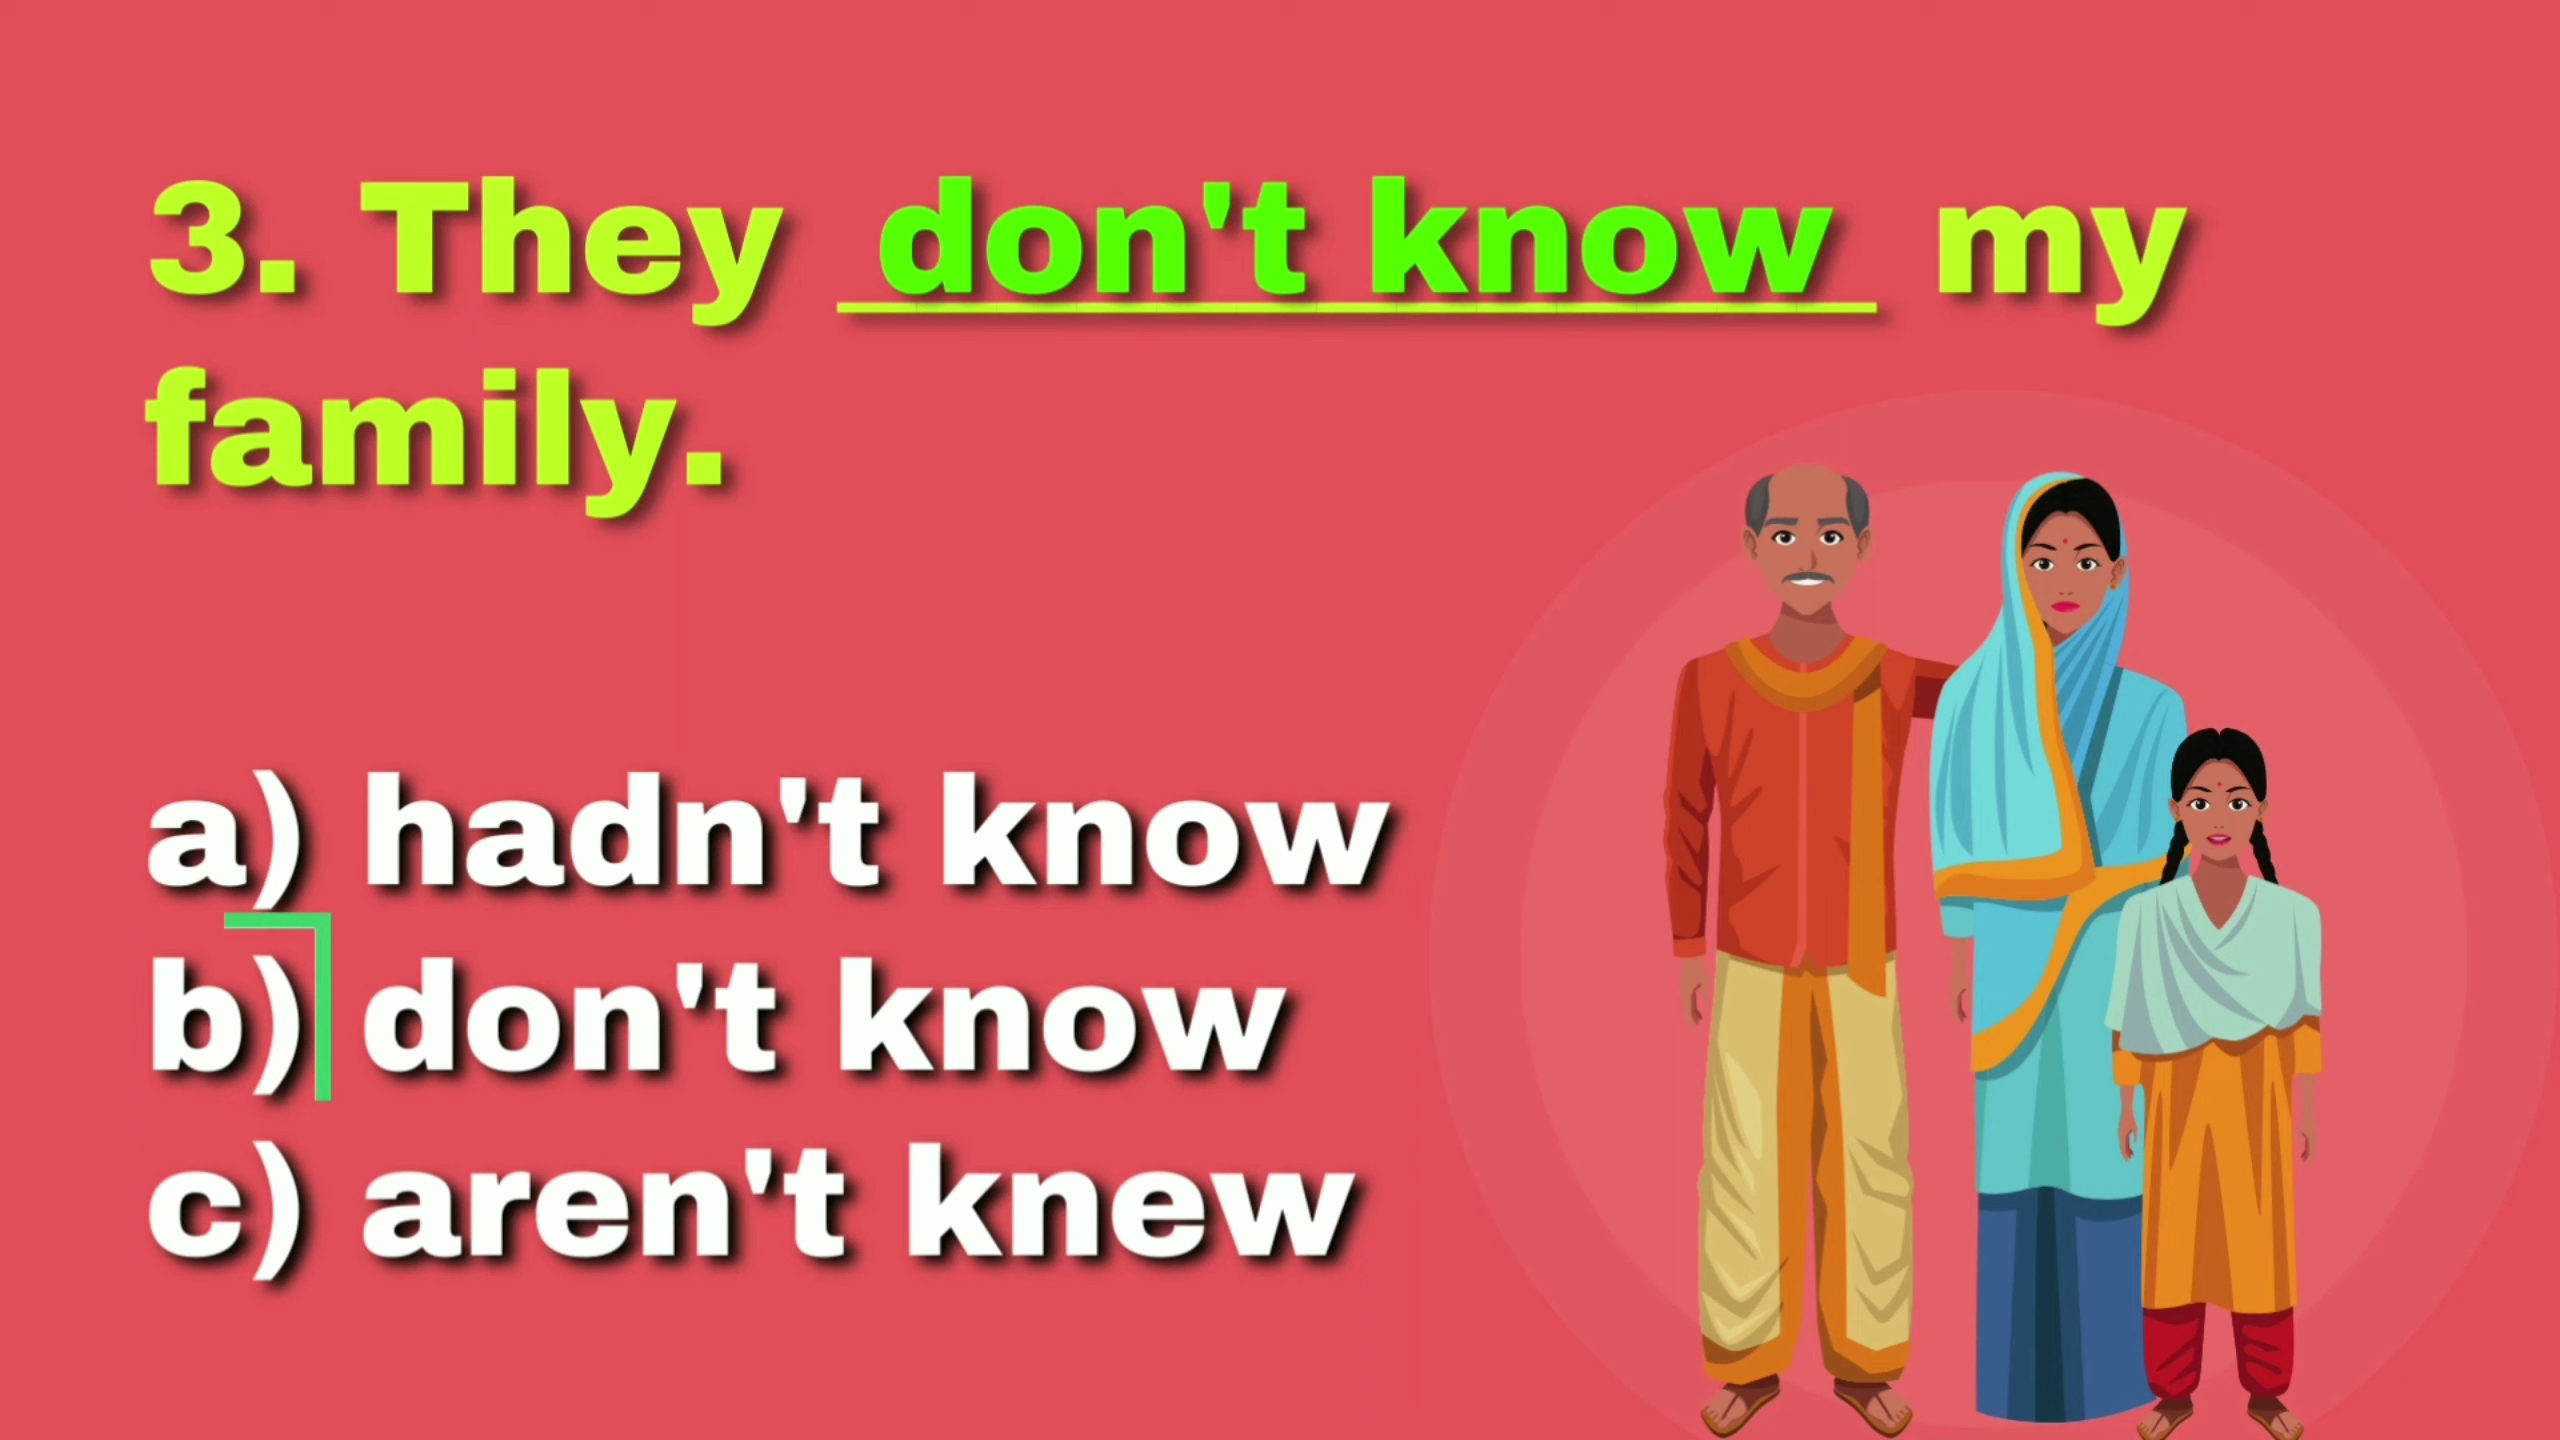 3. They don't know my
family.
a) hadn't know
b) don't know
c) aren't knew